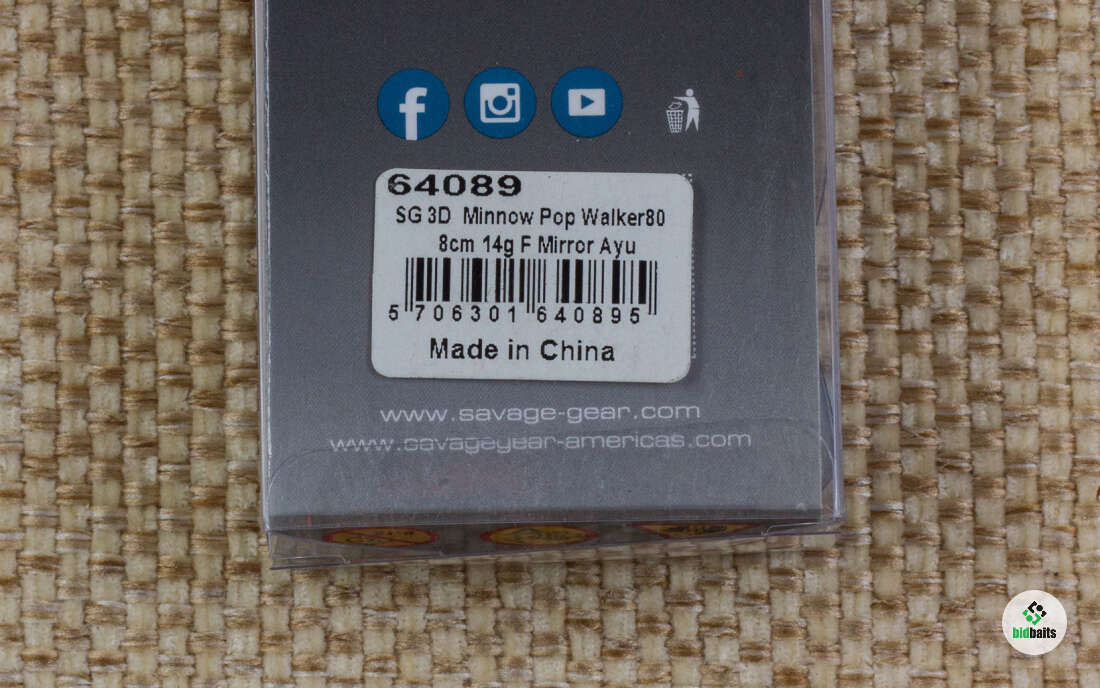 64089
SG 3D Minnow Pop Walker80
8cm 14g F Mirror Ayu
5 706301 640895
Made in China
www.savage-gear.com
www.savagegear-americas.com
bidbaits